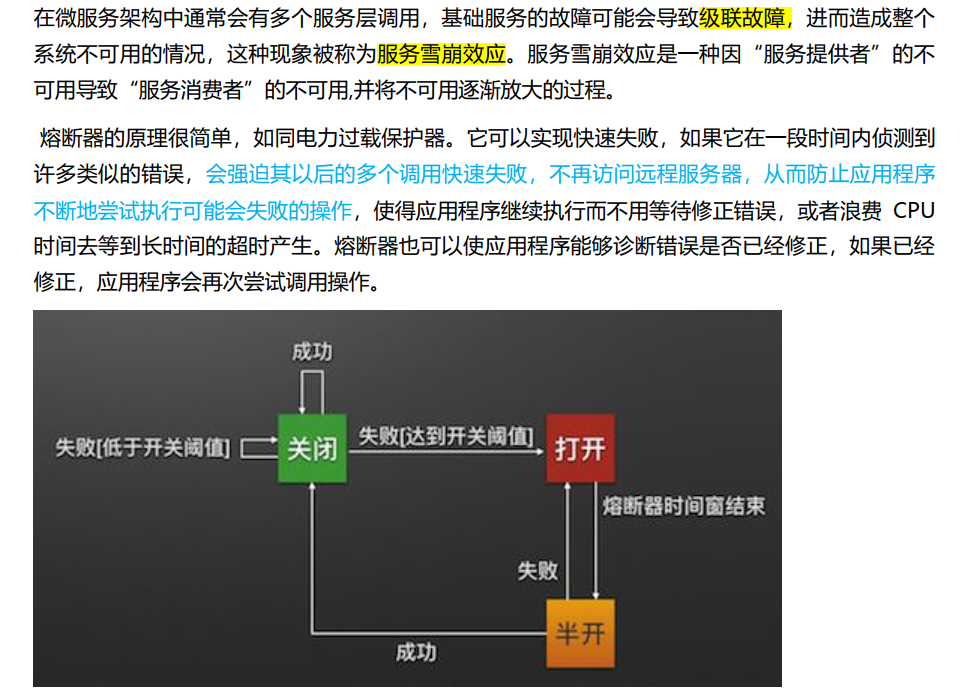 在微服务架构中通常会有多个服务层调用，基础服务的故障可能会导致级联故障，进而造成整个
系统不可用的情况，这种现象被称为服务雪崩效应。服务雪崩效应是一种因“服务提供者”的不
可用导致“服务消费者”的不可用,并将不可用逐渐放大的过程。
熔断器的原理很简单，如同电力过载保护器。它可以实现快速失败，如果它在一段时间内侦测到
许多类似的错误，会强迫其以后的多个调用快速失败，不再访问远程服务器，从而防止应用程序
不断地尝试执行可能会失败的操作，使得应用程序继续执行而不用等待修正错误，或者浪费 CPU
时间去等到长时间的超时产生。熔断器也可以使应用程序能够诊断错误是否已经修正，如果已经
修正，应用程序会再次尝试调用操作。
成功
失败[低于开关阈值]
关闭
失败[达到开关阈值]
打开
熔断器时间窗结束
失败
半开
成功